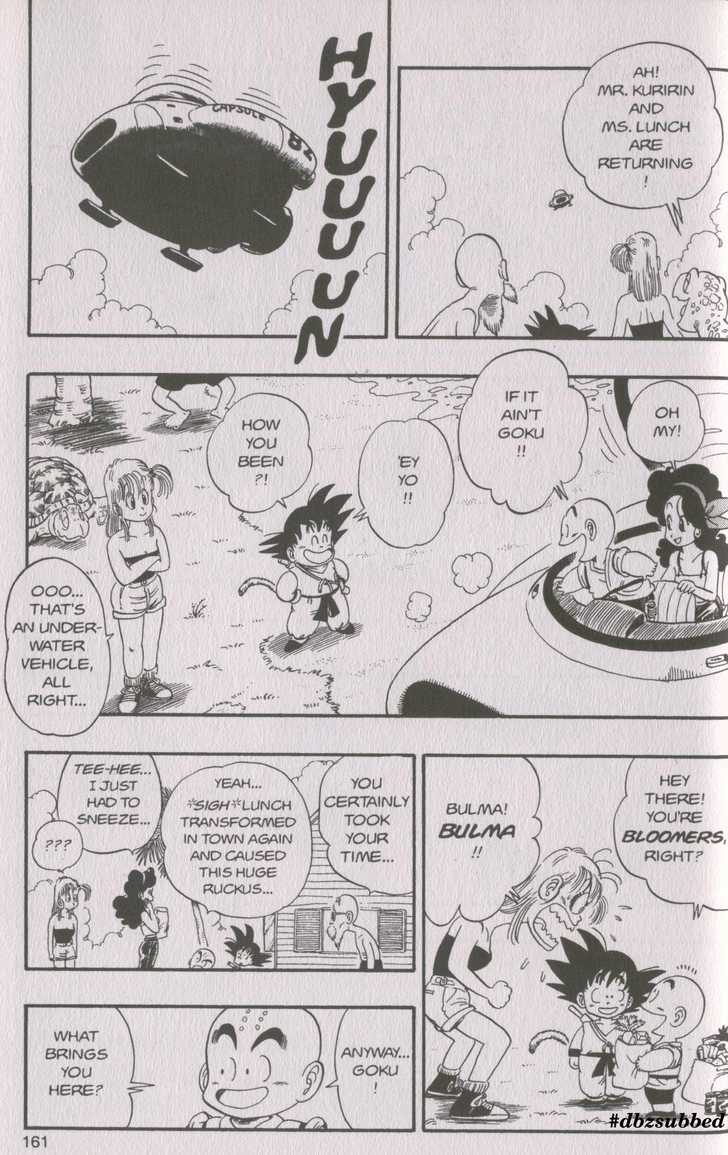 AH!
MR. KURIRIN
AND
MS. LUNCH
ARE
RETURNING
!
HYUUUUUN
CAPSULE
82
OH
MY!
IF IT
AIN'T
GOKU
!!
'EY
YO
!!
HOW
YOU
BEEN
?!
OOO...
THAT'S
AN UNDER-
WATER
VEHICLE,
ALL
RIGHT...
HEY
THERE!
YOU'RE
BLOOMERS,
RIGHT?
BULMA!
BULMA
!!
YOU
CERTAINLY
TOOK
YOUR
TIME...
YEAH...
*SIGH* LUNCH
TRANSFORMED
IN TOWN AGAIN
AND CAUSED
THIS HUGE
RUCKUS...
TEE-HEE...
I JUST
HAD TO
SNEEZE...
???
ANYWAY...
GOKU
!
WHAT
BRINGS
YOU
HERE?
161
#dbzsubbed